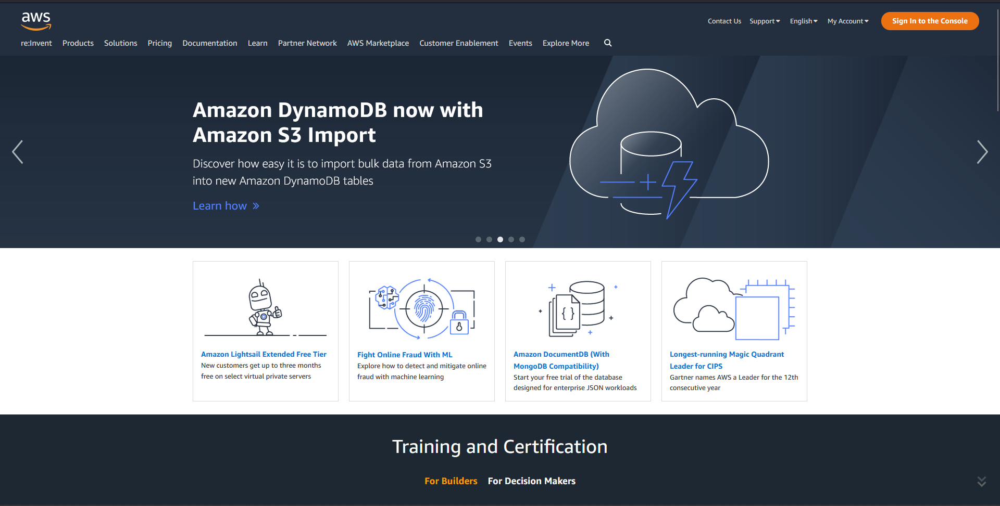 aws
Contact Us
Support
English
My Account
Sign In to the Console
re:Invent
Products
Solutions
Pricing
Documentation
Learn
Partner Network
AWS Marketplace
Customer Enablement
Events
Explore More
Amazon DynamoDB now with
Amazon S3 Import
Discover how easy it is to import bulk data from Amazon S3
into new Amazon DynamoDB tables
Learn how »
{ }
Amazon Lightsail Extended Free Tier
New customers get up to three months
free on select virtual private servers
Fight Online Fraud With ML
Explore how to detect and mitigate online
fraud with machine learning
Amazon DocumentDB (With
MongoDB Compatibility)
Start your free trial of the database
designed for enterprise JSON workloads
Longest-running Magic Quadrant
Leader for CIPS
Gartner names AWS a Leader for the 12th
consecutive year
Training and Certification
For Builders
For Decision Makers